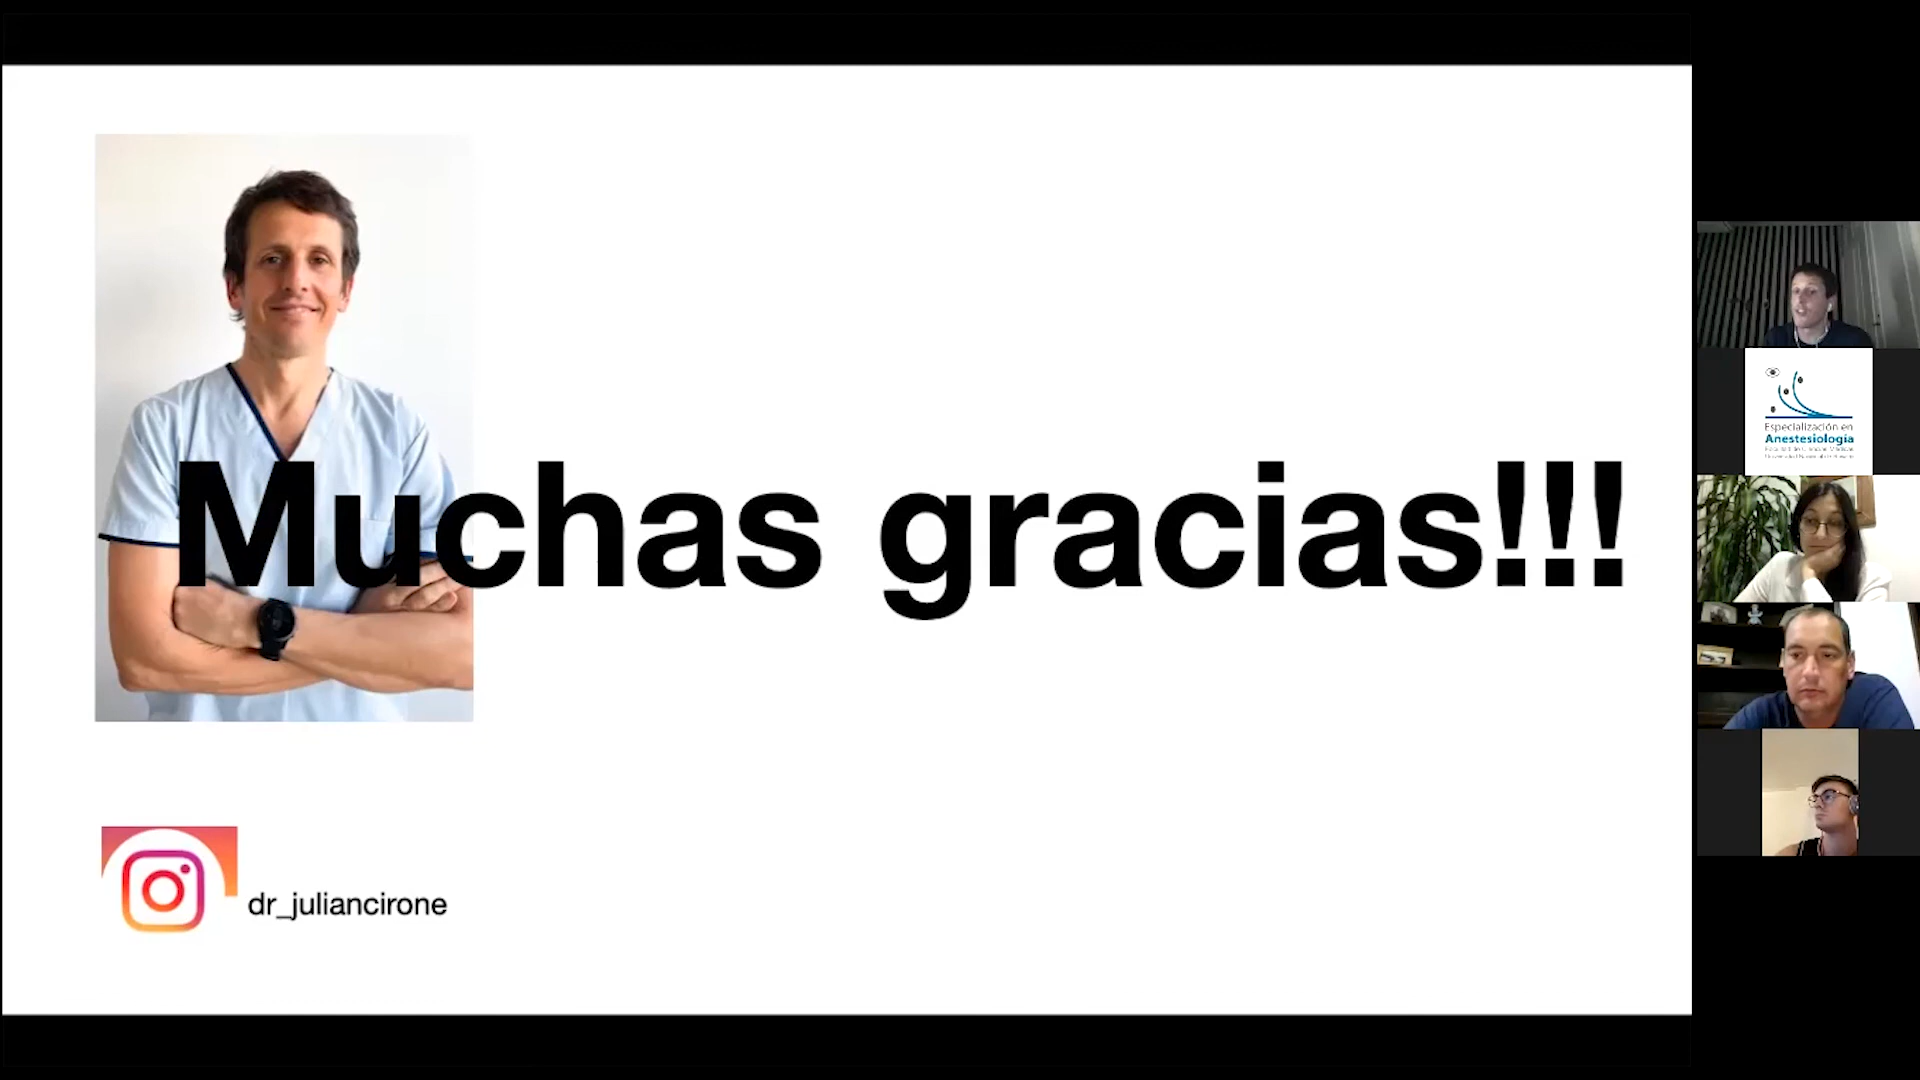 Muchas gracias!!!
dr_juliancirone
Especialización en
Anestesiología